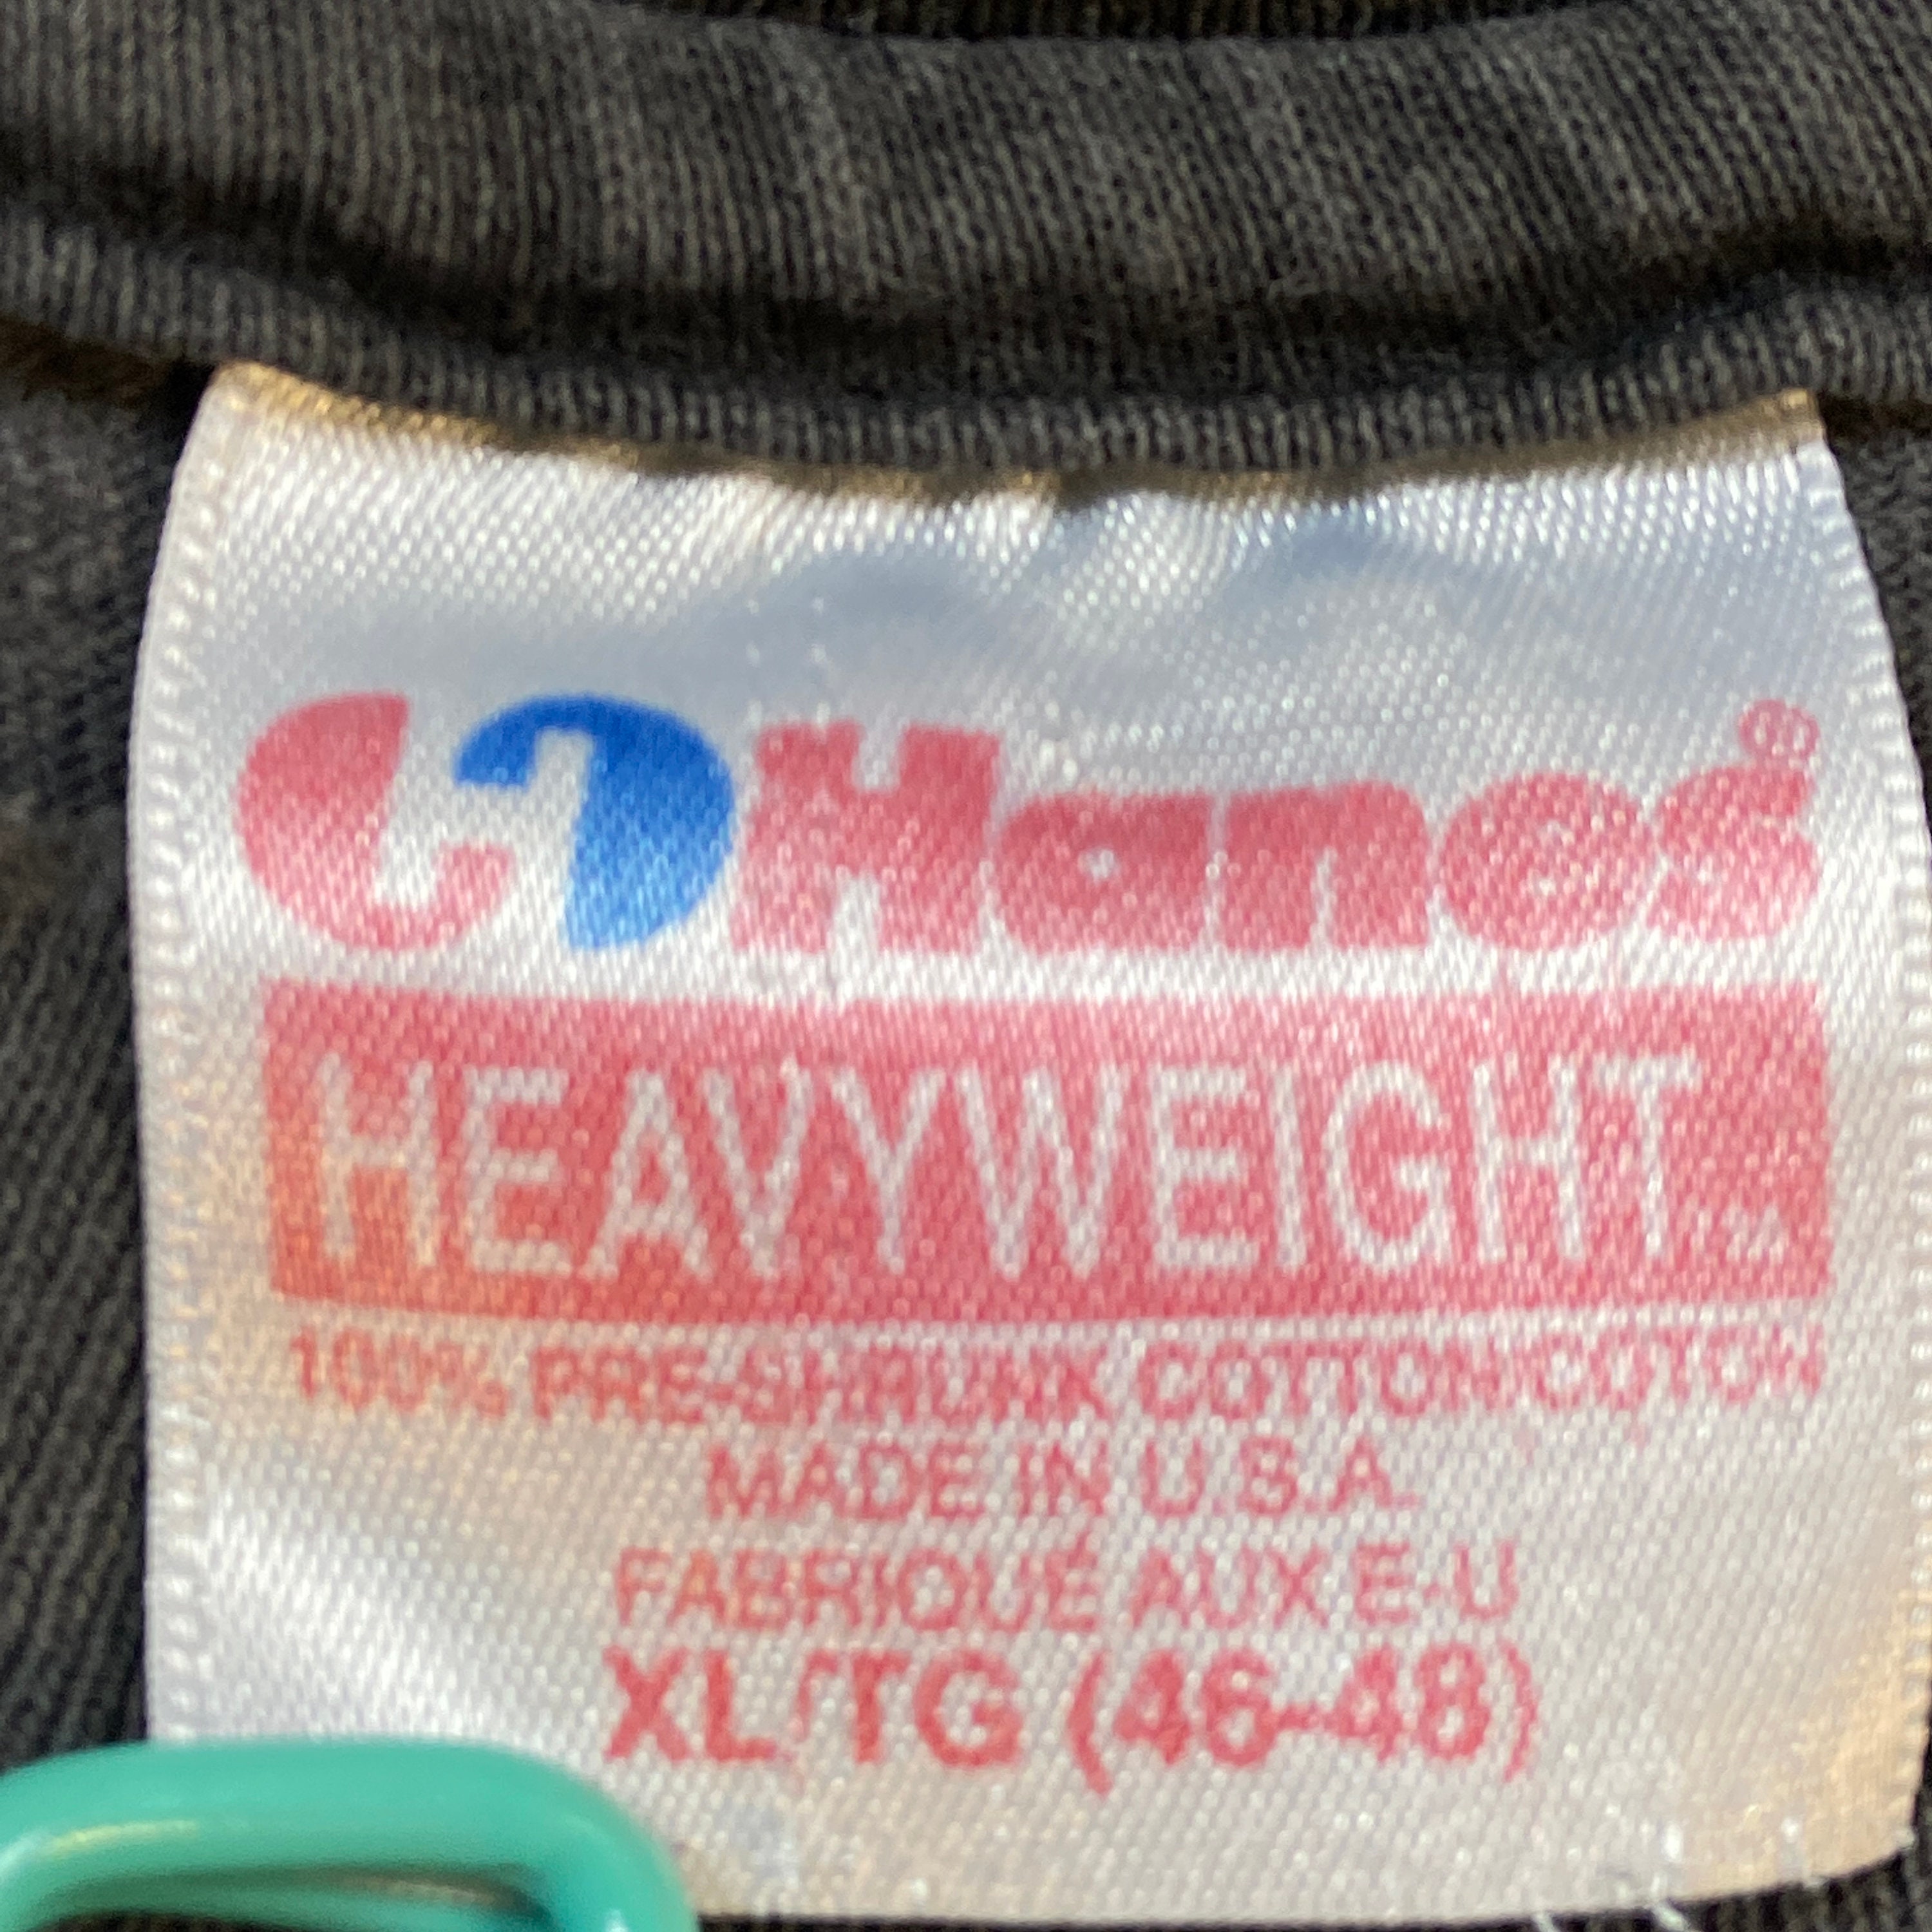 Hanes®
HEAVYWEIGHT
100% PRE-SHRUNK COTTON/COTON
MADE IN U.S.A.
FABRIQUÉ AUX E-U
XL/TG (46-48)